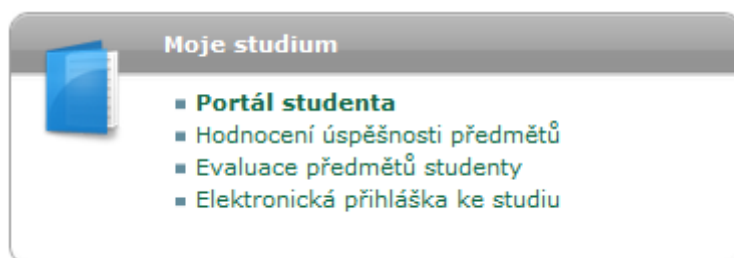 Moje studium
Portál studenta
Hodnocení úspěšnosti předmětů
Evaluace předmětů studenty
Elektronická přihláška ke studiu